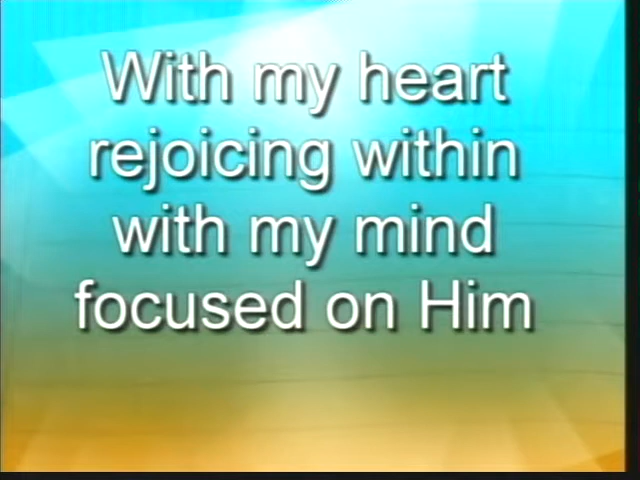 With my heart
rejoicing within
with my mind
focused on Him